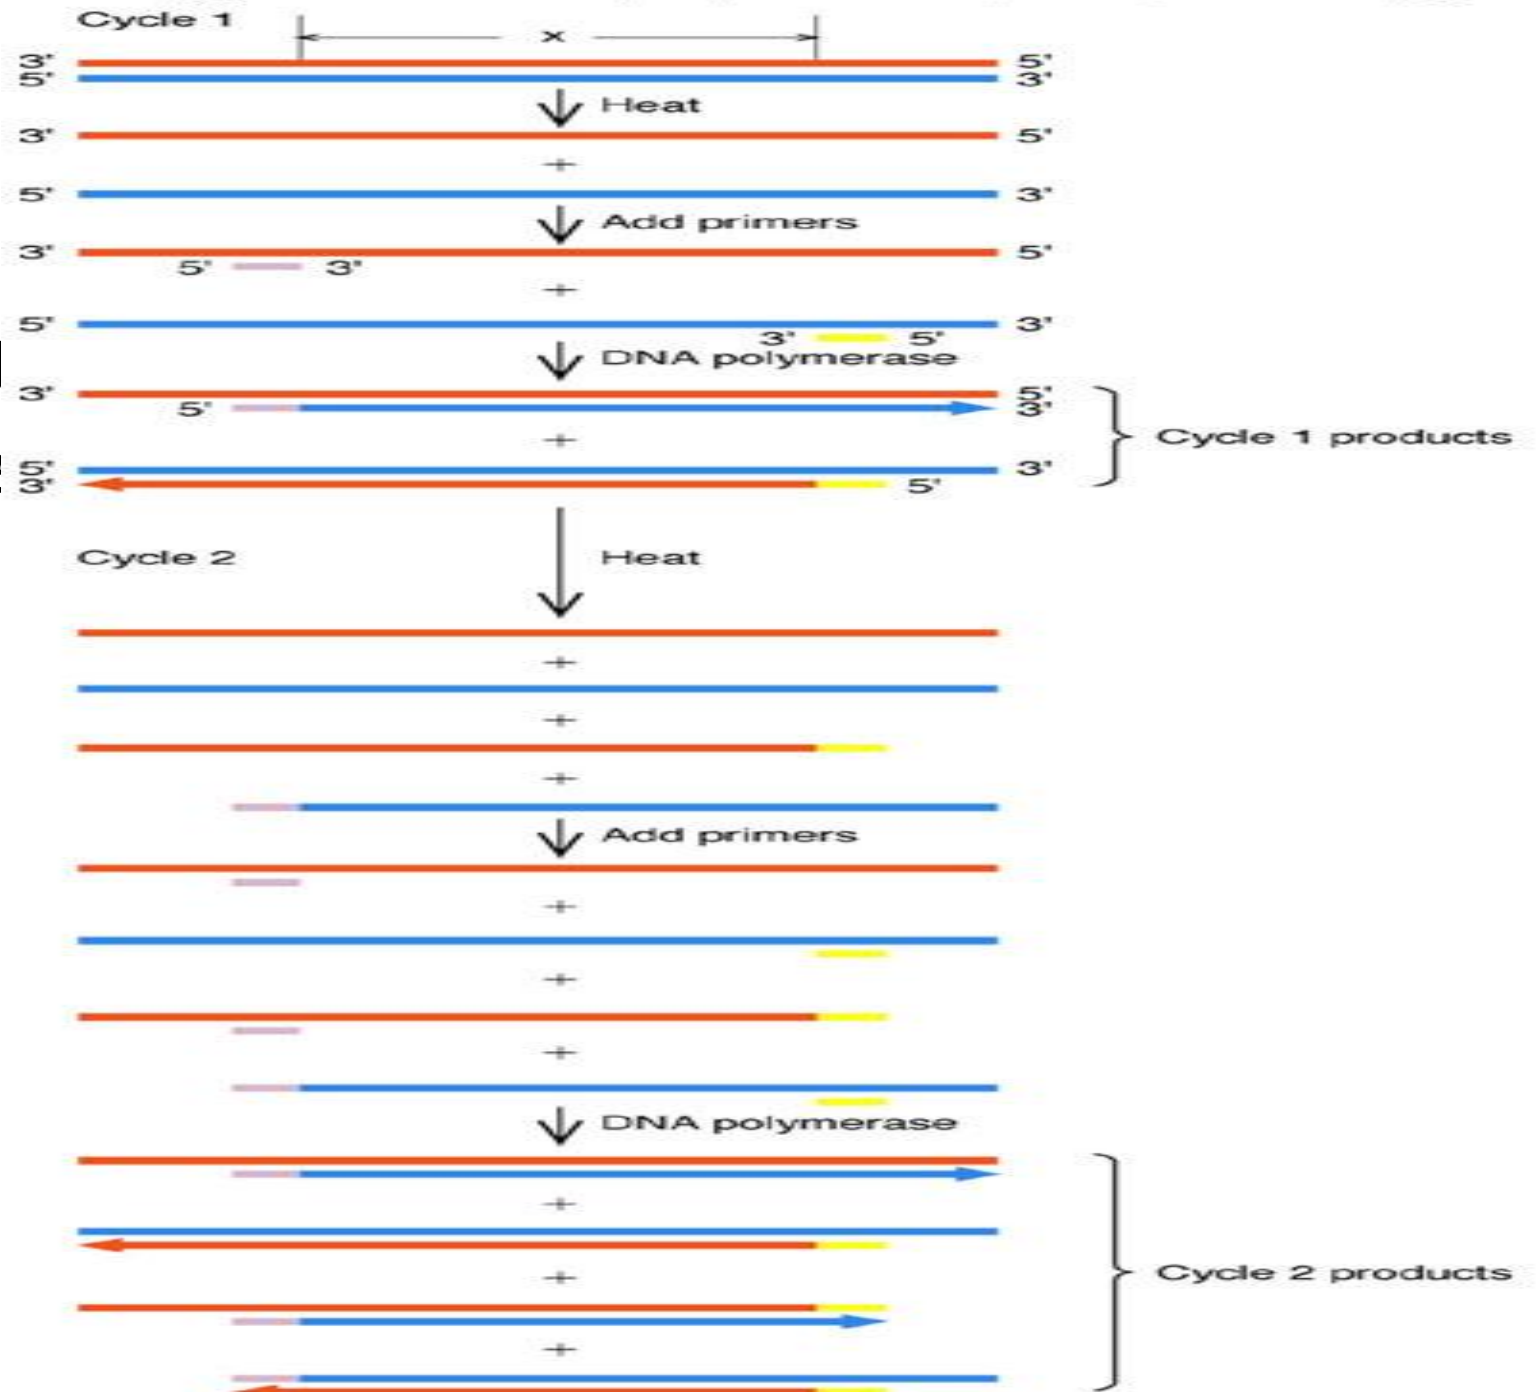 Cycle 1
x
3' 5'
5' 3'
Heat
3' 5'
+
5' 3'
Add primers
3' 5'
5' 3'
+
5' 3'
3' 5'
DNA polymerase
3' 5'
5' 3'
+
Cycle 1 products
5' 3'
3' 5'
Cycle 2 Heat
+
+
+
Add primers
+
+
+
DNA polymerase
+
+
Cycle 2 products
+